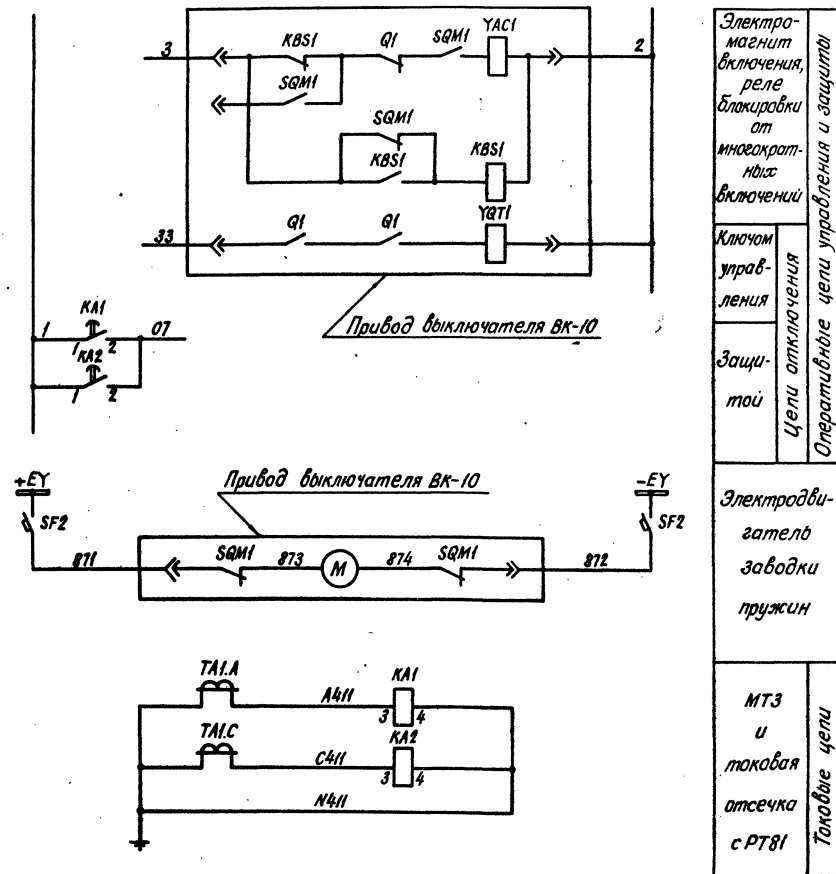 3
KBS1
Q1
SQM1
YAC1
2
SQM1
SQM1
KBS1
KBS1
33
Q1
Q1
YQT1
Привод выключателя ВК-10
KA1
1
1
2
07
KA2
1
2
Привод выключателя ВК-10
+EY
-EY
SF2
SF2
871
SQM1
873
M
874
SQM1
872
TA1.A
A411
KA1
3
4
TA1.C
C411
KA2
3
4
N411
Электро-
магнит
включения,
реле
блокировки
от
многократ-
ных
включений
Ключом
управ-
ления
Защи-
той
Цепи отключения
Оперативные цепи управления и защиты
Электродви-
гатель
заводки
пружин
МТЗ
и
токовая
отсечка
с РТ81
Токовые цепи